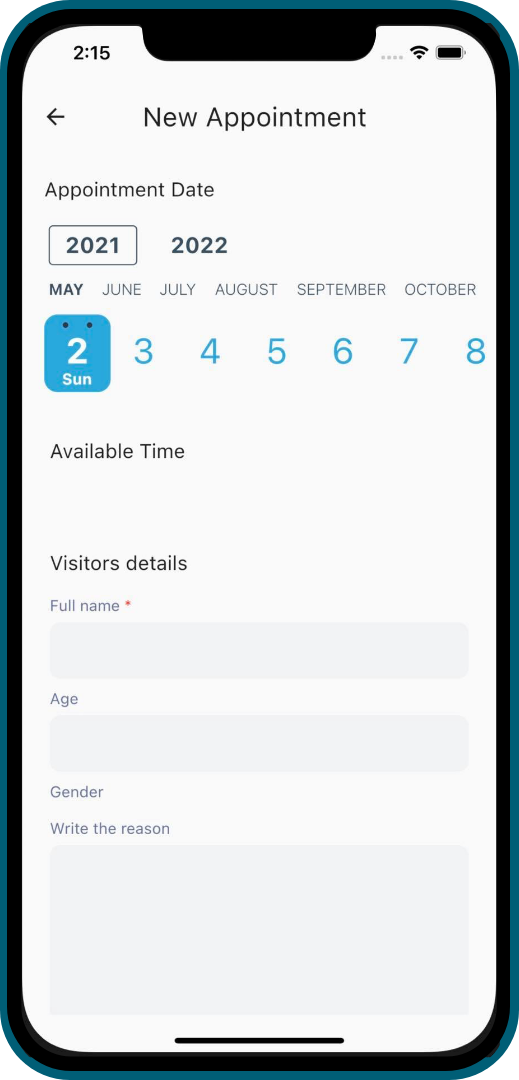 2:15
New Appointment
Appointment Date
2021 2022
MAY JUNE JULY AUGUST SEPTEMBER OCTOBER
2 3 4 5 6 7 8
Sun
Available Time
Visitors details
Full name *
Age
Gender
Write the reason